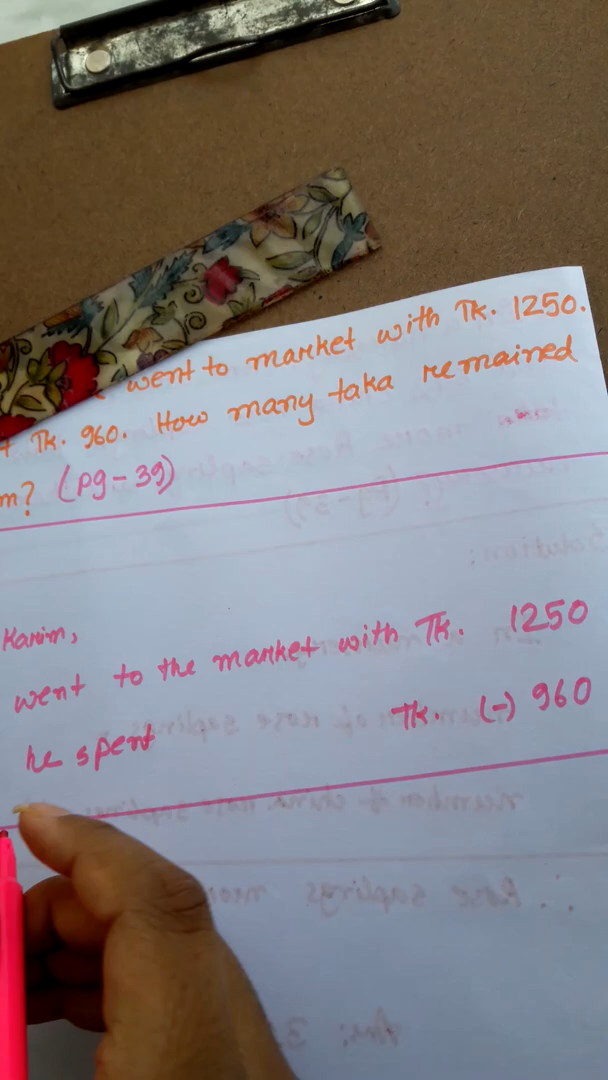 went to market with Tk. 1250.
Tk. 960. How many taka remained
m? (pg-39)
Karim,
went to the market with Tk. 1250
he spent Tk. (-) 960